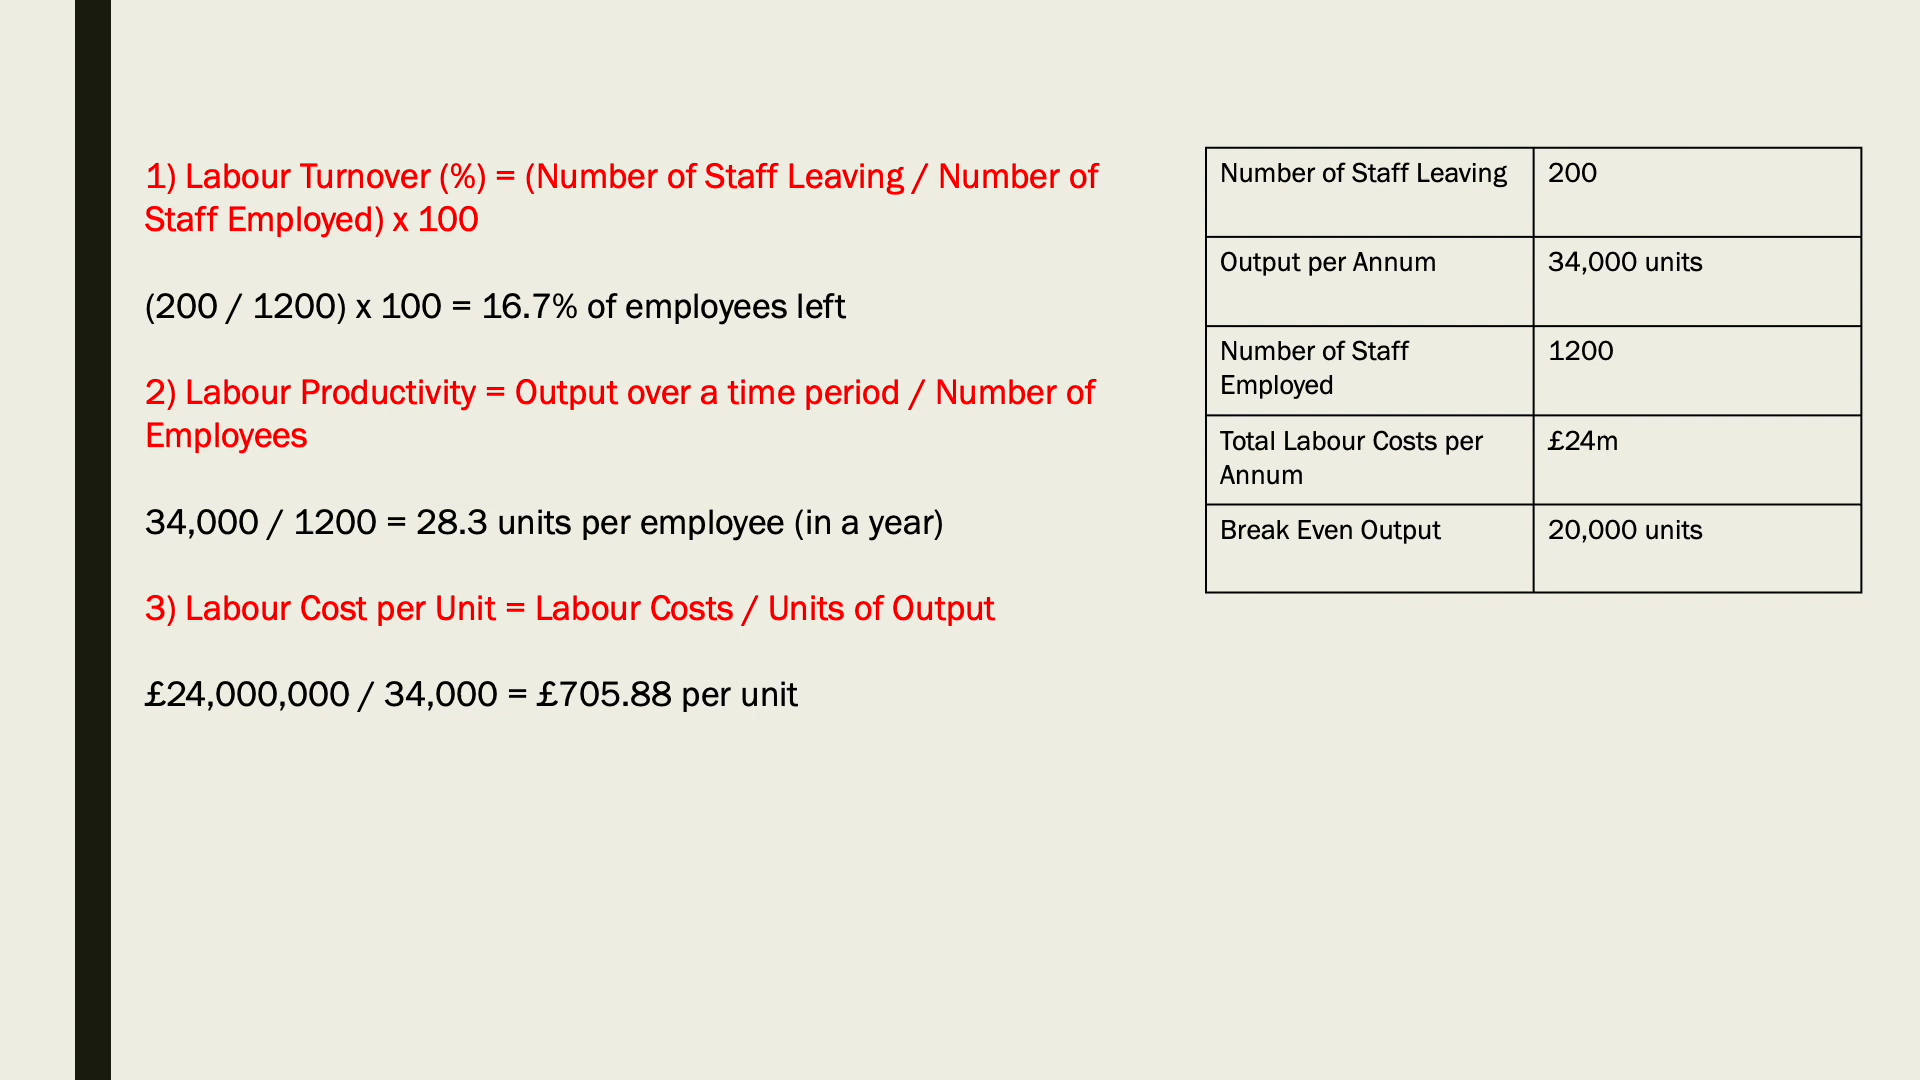 1) Labour Turnover (%) = (Number of Staff Leaving / Number of
Staff Employed) x 100
(200 / 1200) x 100 = 16.7% of employees left
2) Labour Productivity = Output over a time period / Number of
Employees
34,000 / 1200 = 28.3 units per employee (in a year)
3) Labour Cost per Unit = Labour Costs / Units of Output
£24,000,000 / 34,000 = £705.88 per unit
Number of Staff Leaving 200
Output per Annum 34,000 units
Number of Staff 1200
Employed
Total Labour Costs per £24m
Annum
Break Even Output 20,000 units